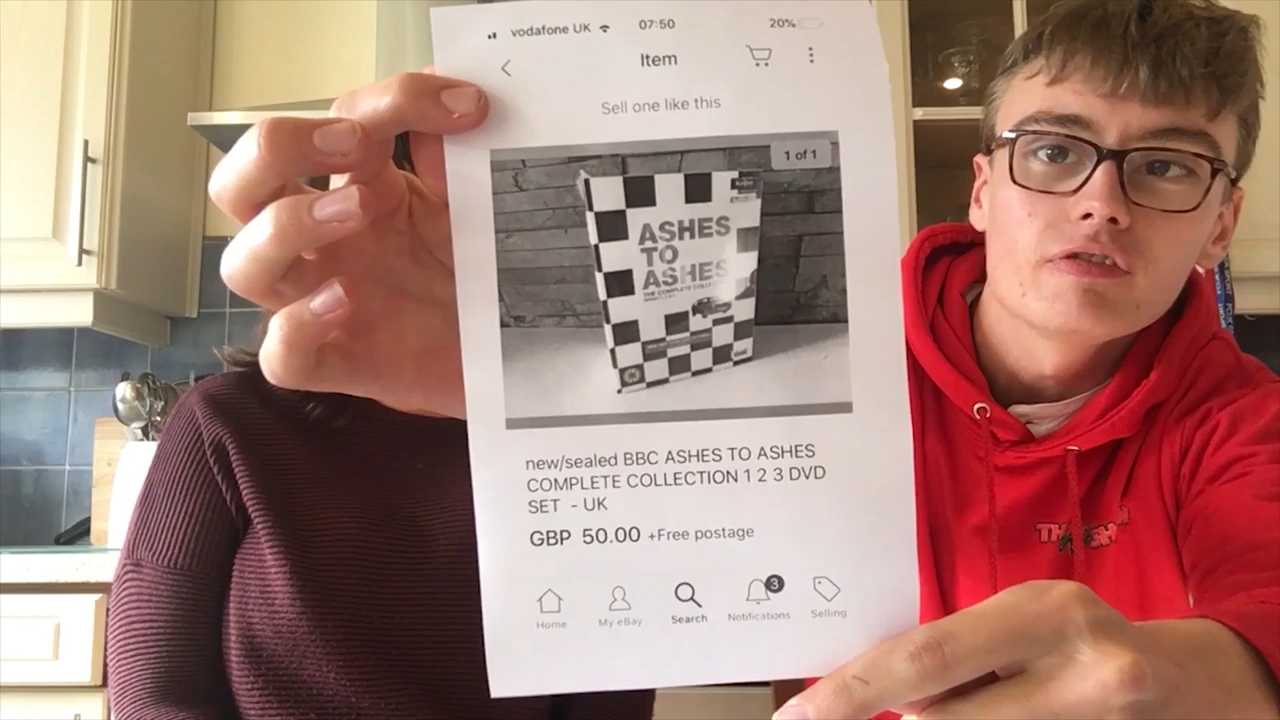 vodafone UK
07:50
20%
Item
Sell one like this
1 of 1
ASHES
TO
ASHES
THE COMPLETE
new/sealed BBC ASHES TO ASHES
COMPLETE COLLECTION 1 2 3 DVD
SET - UK
GBP 50.00 +Free postage
3
Home
My eBay
Search
Notifications
Selling